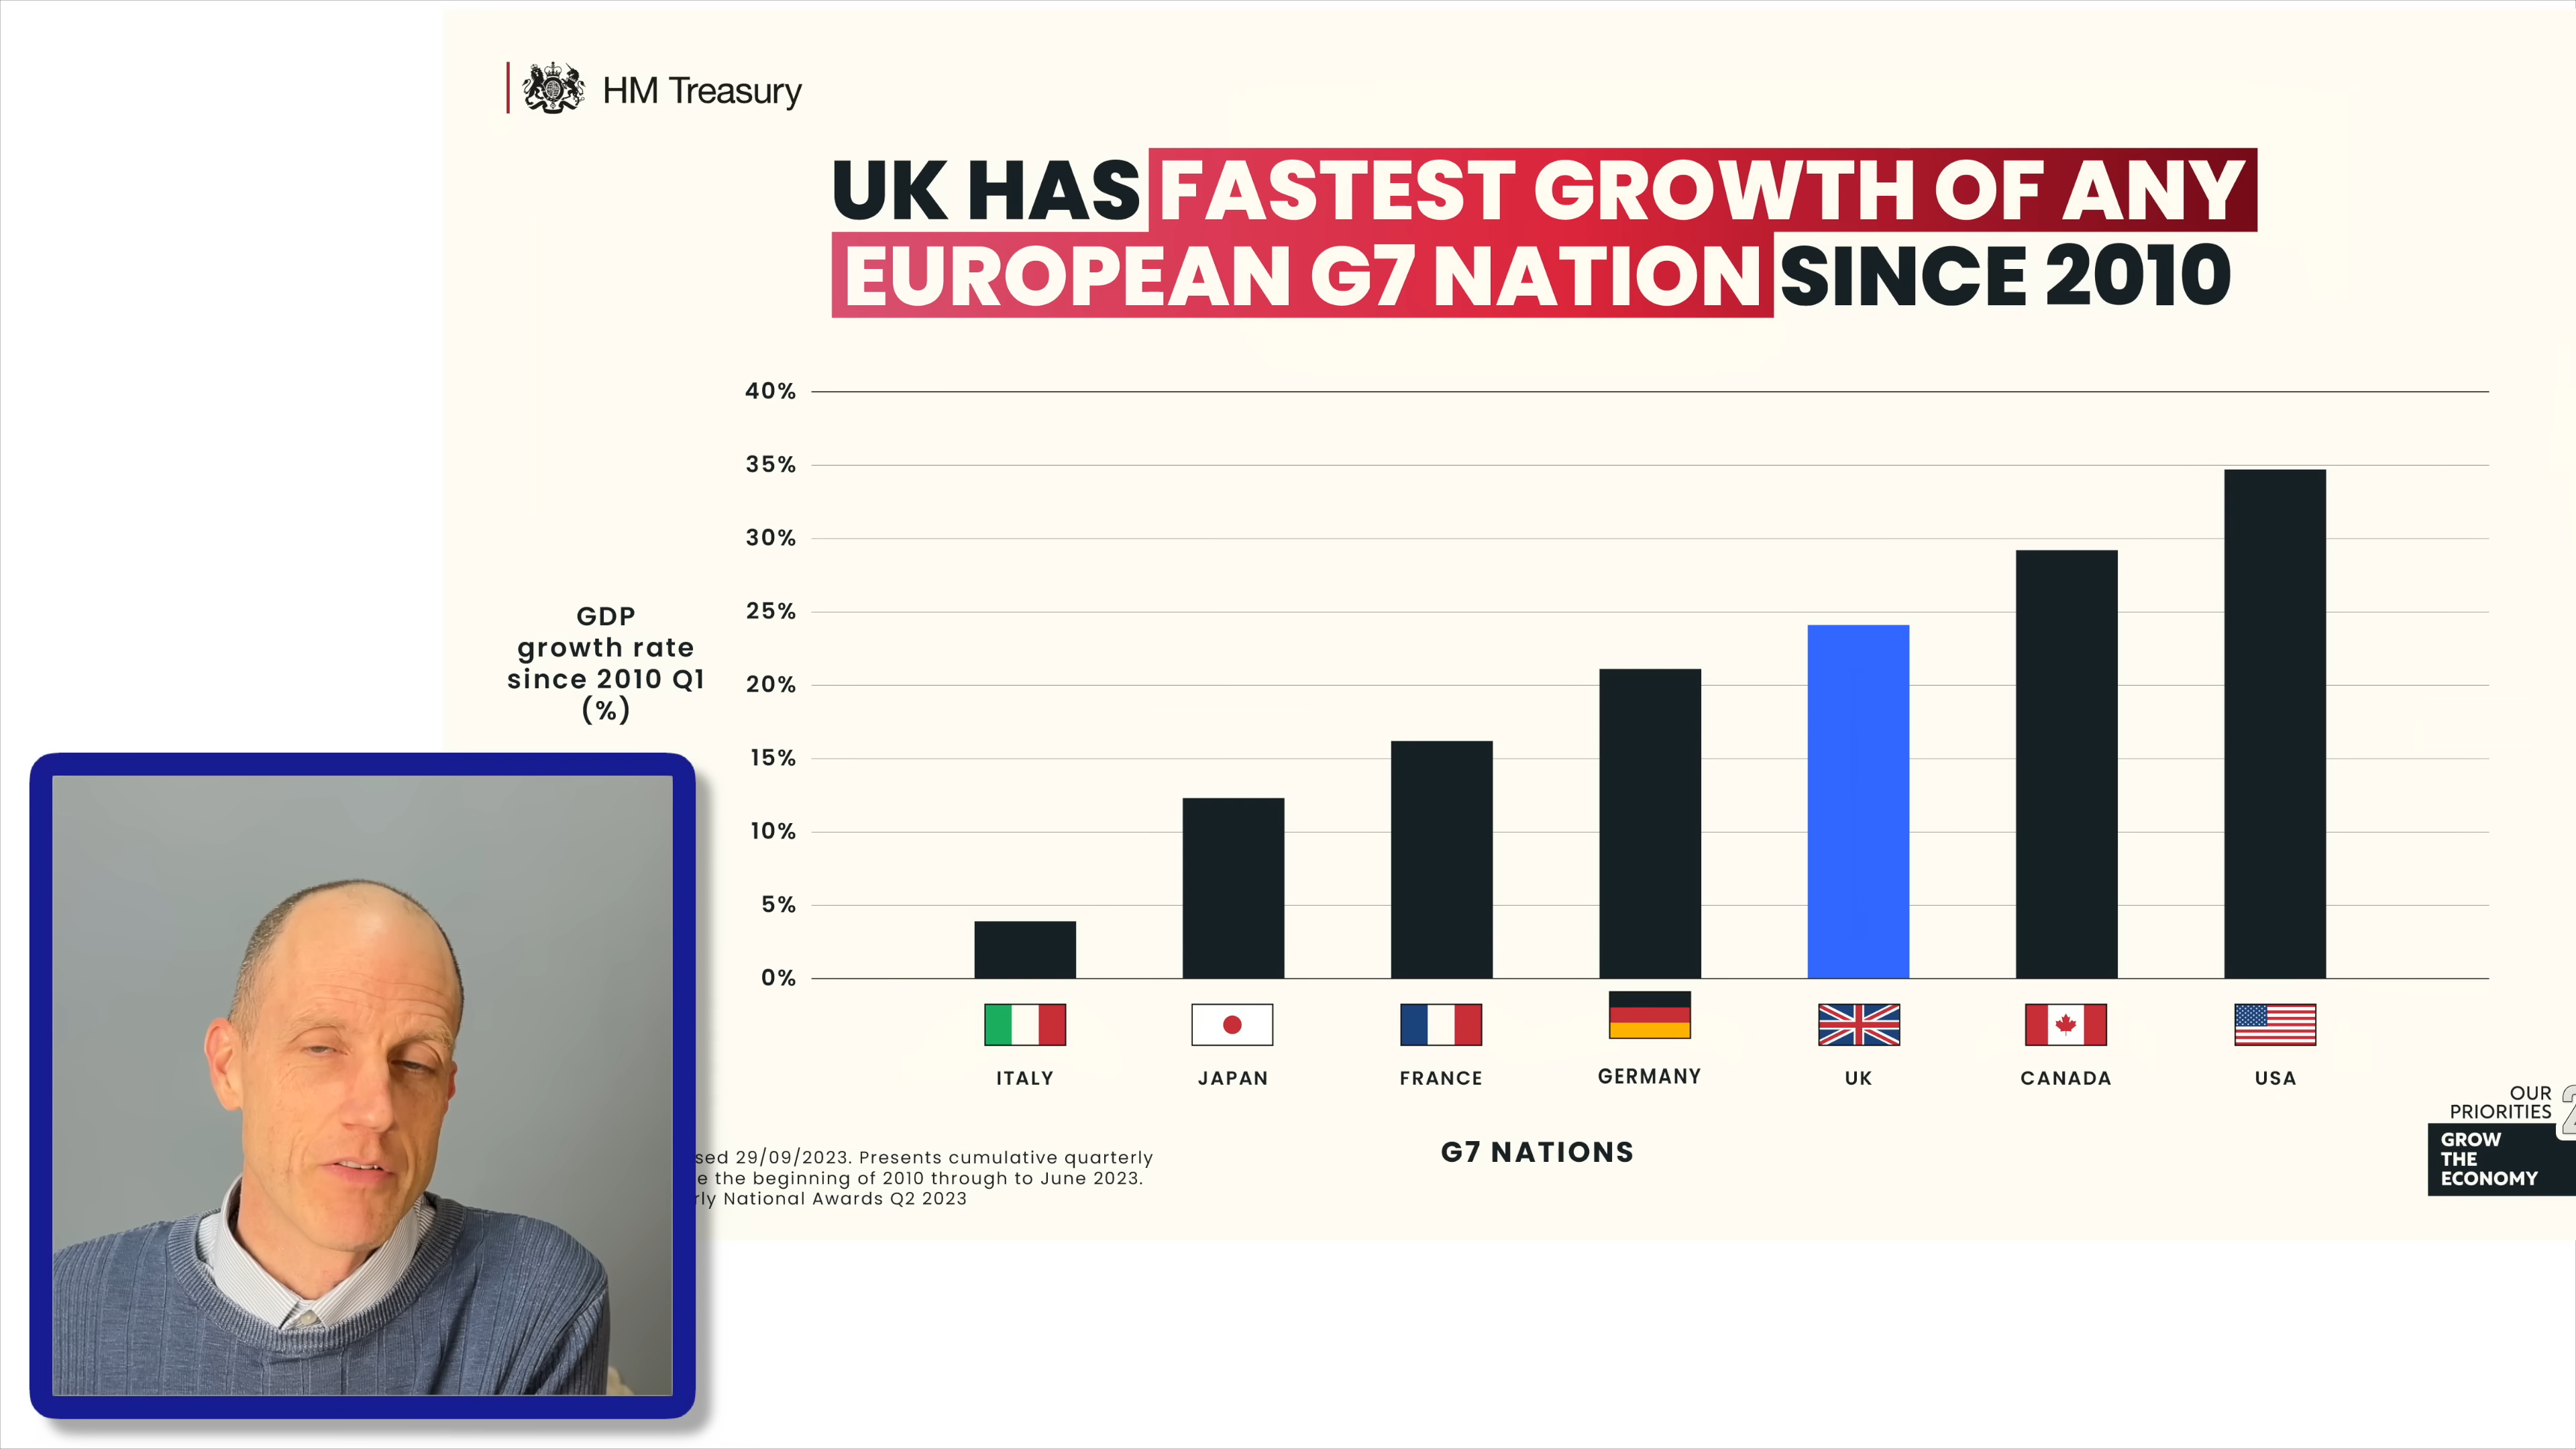 HM Treasury
UK HAS FASTEST GROWTH OF ANY
EUROPEAN G7 NATION SINCE 2010
40%
35%
30%
25%
20%
15%
10%
5%
0%
GDP
growth rate
since 2010 Q1
(%)
ITALY
JAPAN
FRANCE
GERMANY
UK
CANADA
USA
G7 NATIONS
29/09/2023. Presents cumulative quarterly
the beginning of 2010 through to June 2023.
National Awards Q2 2023
OUR
PRIORITIES
GROW
THE
ECONOMY